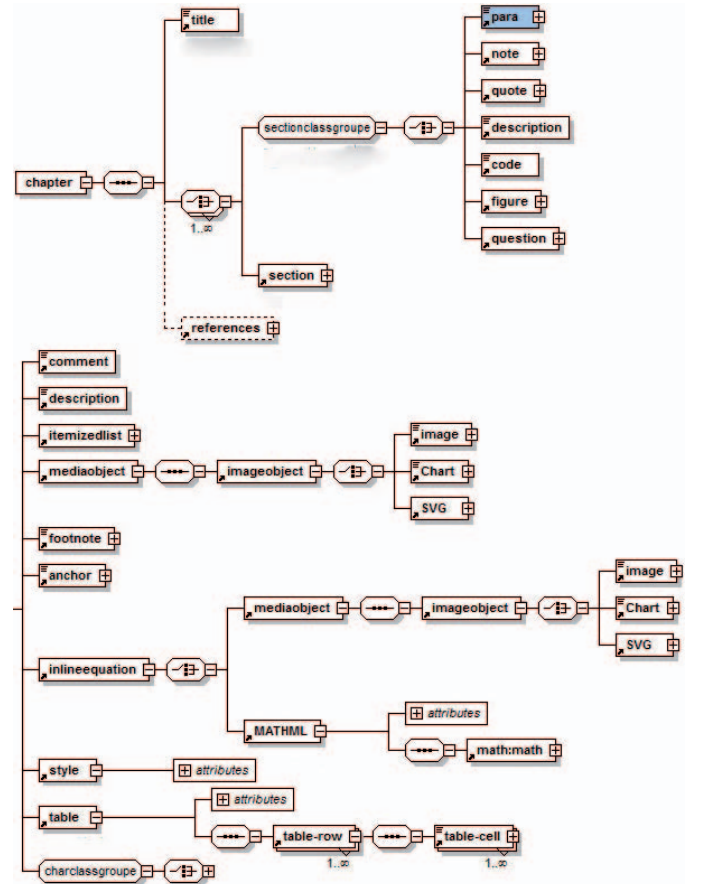 title
para
note
quote
sectionclassgroupe
description
code
chapter
figure
1..∞
question
section
references
comment
description
itemizedlist
image
mediaobject
imageobject
Chart
SVG
footnote
anchor
image
mediaobject
imageobject
Chart
SVG
inlineequation
attributes
MATHML
math:math
style
attributes
attributes
table
table-row
table-cell
1..∞
1..∞
charclassgroupe